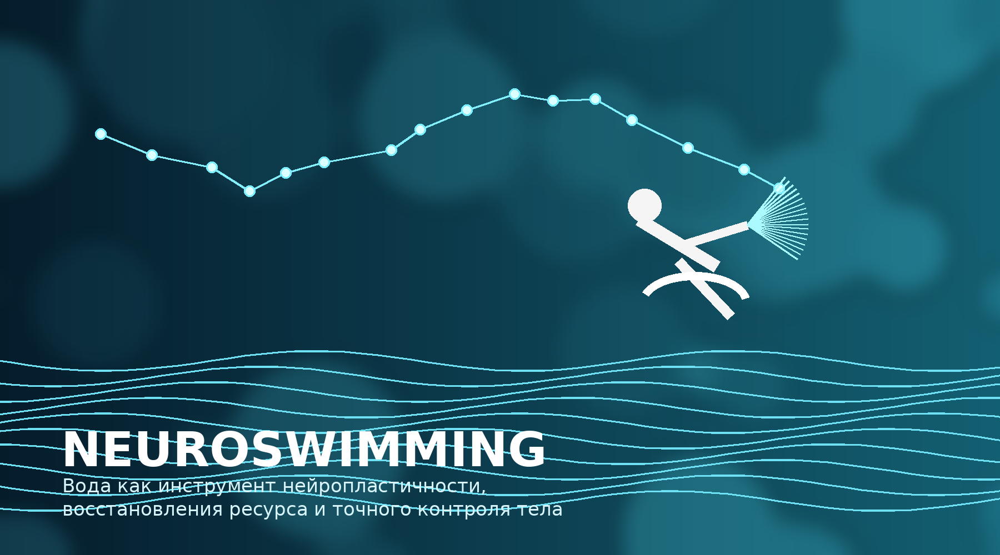 NEUROSWIMMING
Вода как инструмент нейропластичности,
восстановления ресурса и точного контроля тела